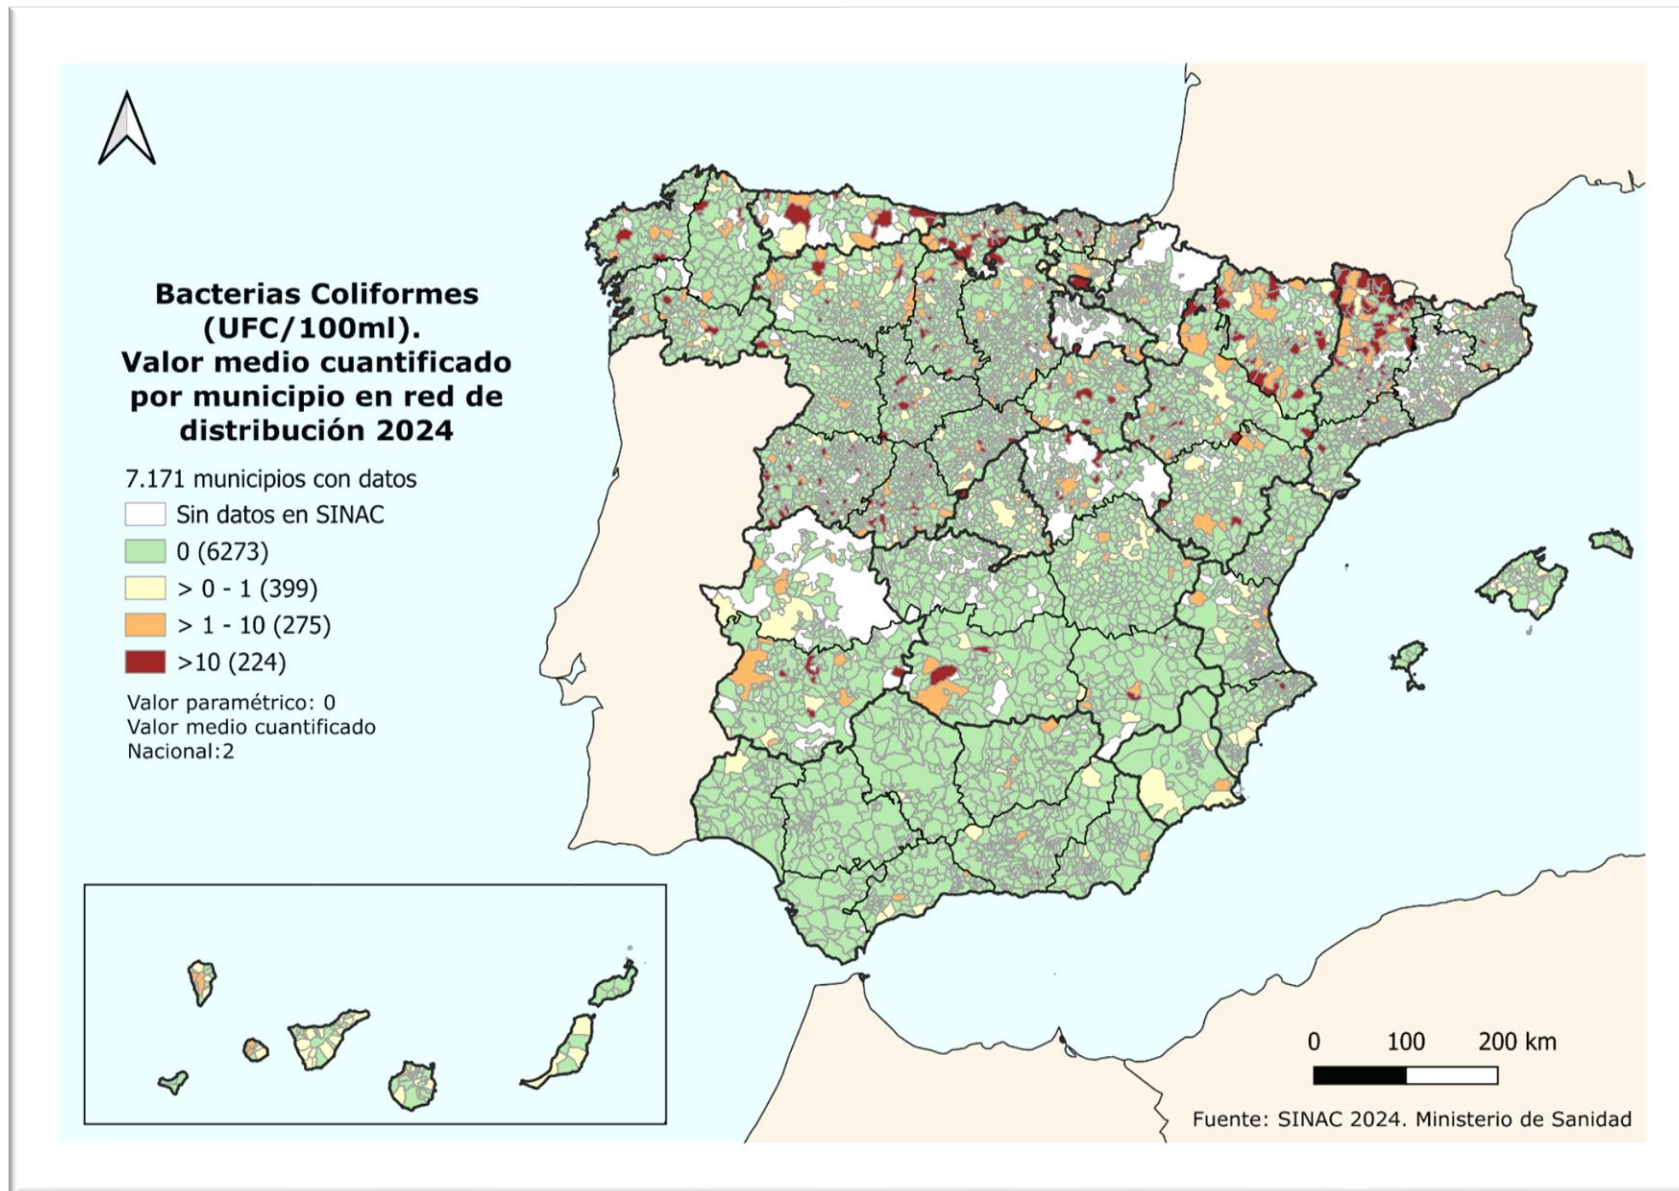 Bacterias Coliformes
(UFC/100ml).
Valor medio cuantificado
por municipio en red de
distribución 2024
7.171 municipios con datos
Sin datos en SINAC
0 (6273)
> 0 - 1 (399)
> 1 - 10 (275)
>10 (224)
Valor paramétrico: 0
Valor medio cuantificado
Nacional:2
0 100 200 km
Fuente: SINAC 2024. Ministerio de Sanidad